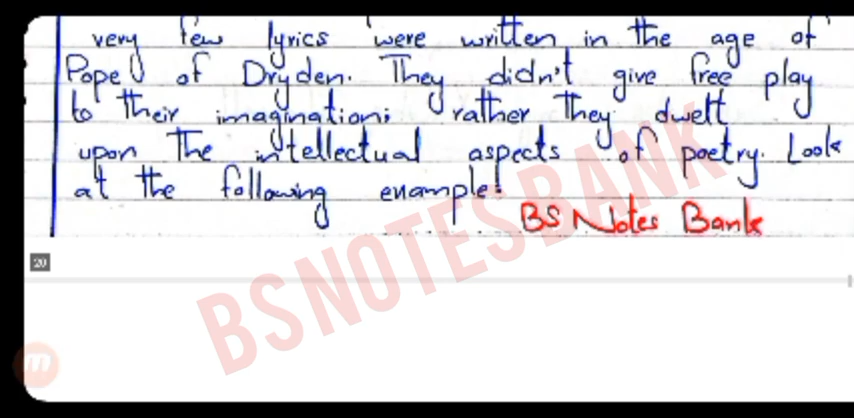 very few lyrics were written in the age of
Pope of Dryden. They didn't give free play
to their imagination; rather they dwelt
upon the intellectual aspects of poetry. Look
at the following example:
BS Notes Bank
20
BSNOTESBANK
m